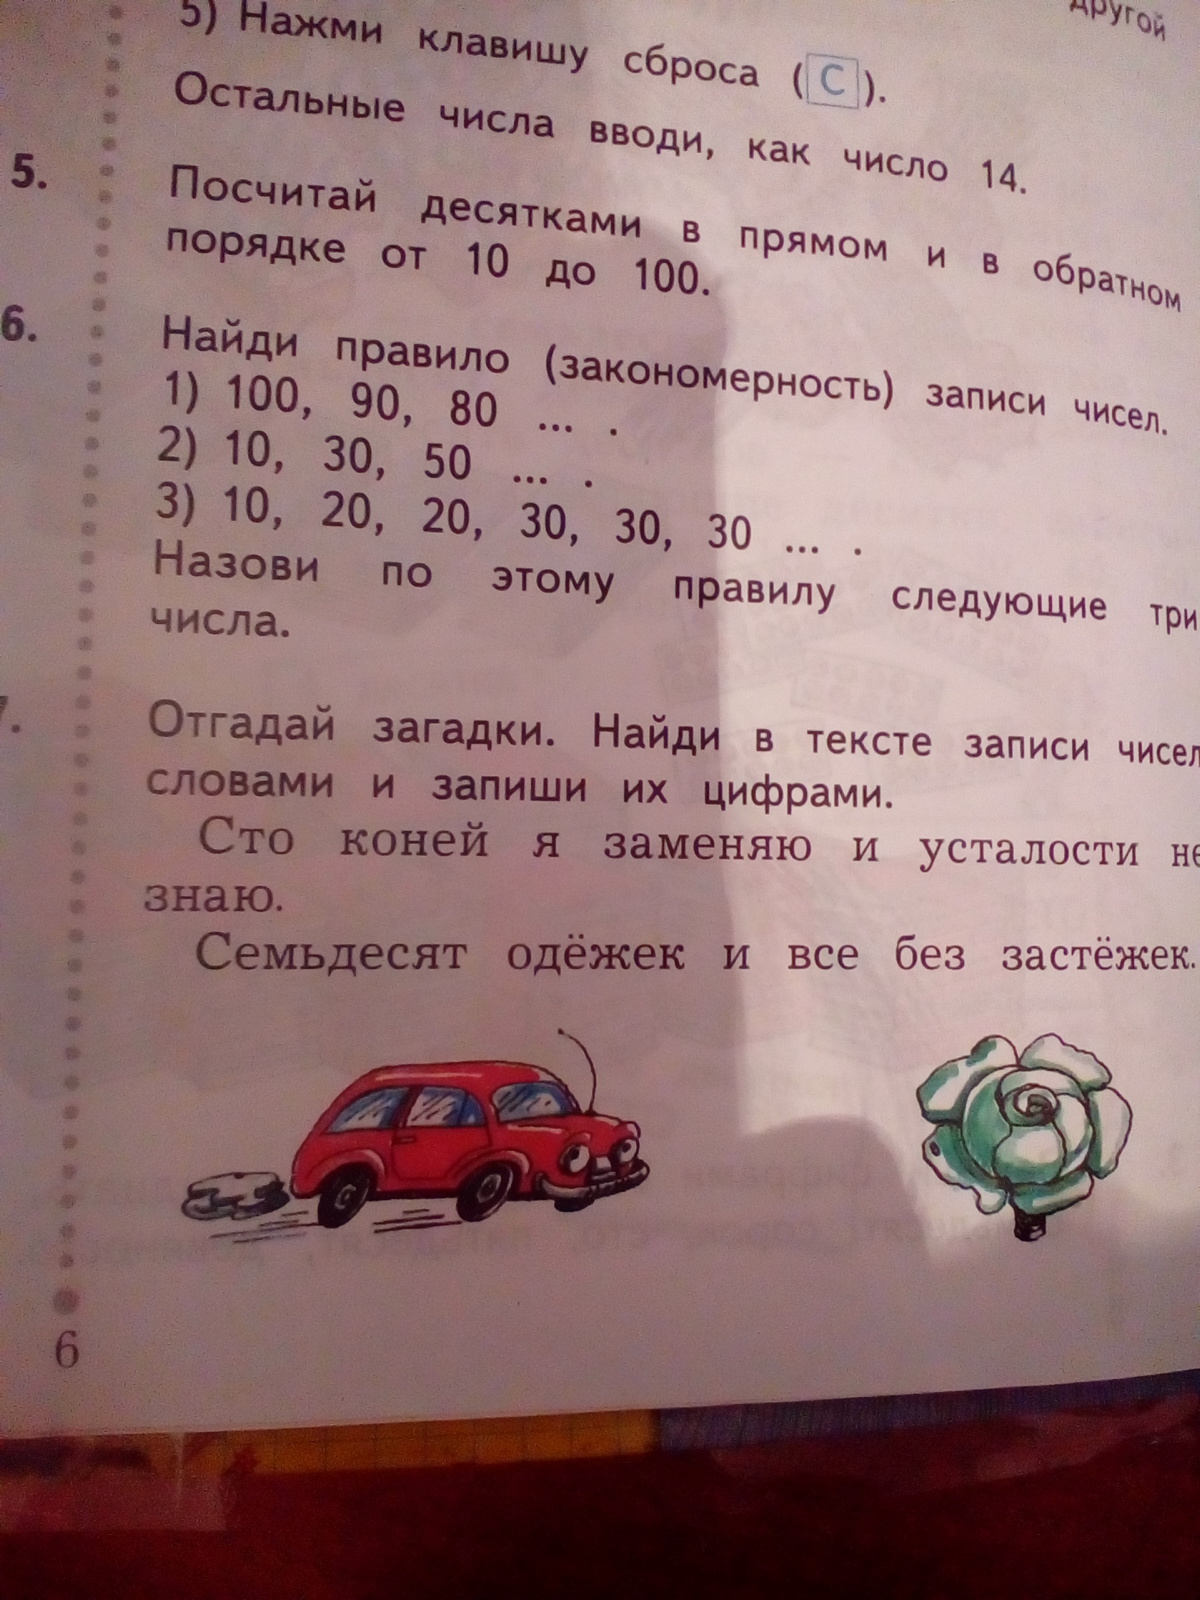 другой
5) Нажми клавишу сброса (C).
Остальные числа вводи, как число 14.
5. Посчитай десятками в прямом и в обратном
порядке от 10 до 100.
6. Найди правило (закономерность) записи чисел.
1) 100, 90, 80 ... .
2) 10, 30, 50 ... .
3) 10, 20, 20, 30, 30, 30 ... .
Назови по этому правилу следующие три
числа.
7. Отгадай загадки. Найди в тексте записи чисел
словами и запиши их цифрами.
Сто коней я заменяю и усталости не
знаю.
Семьдесят одёжек и все без застёжек.
6